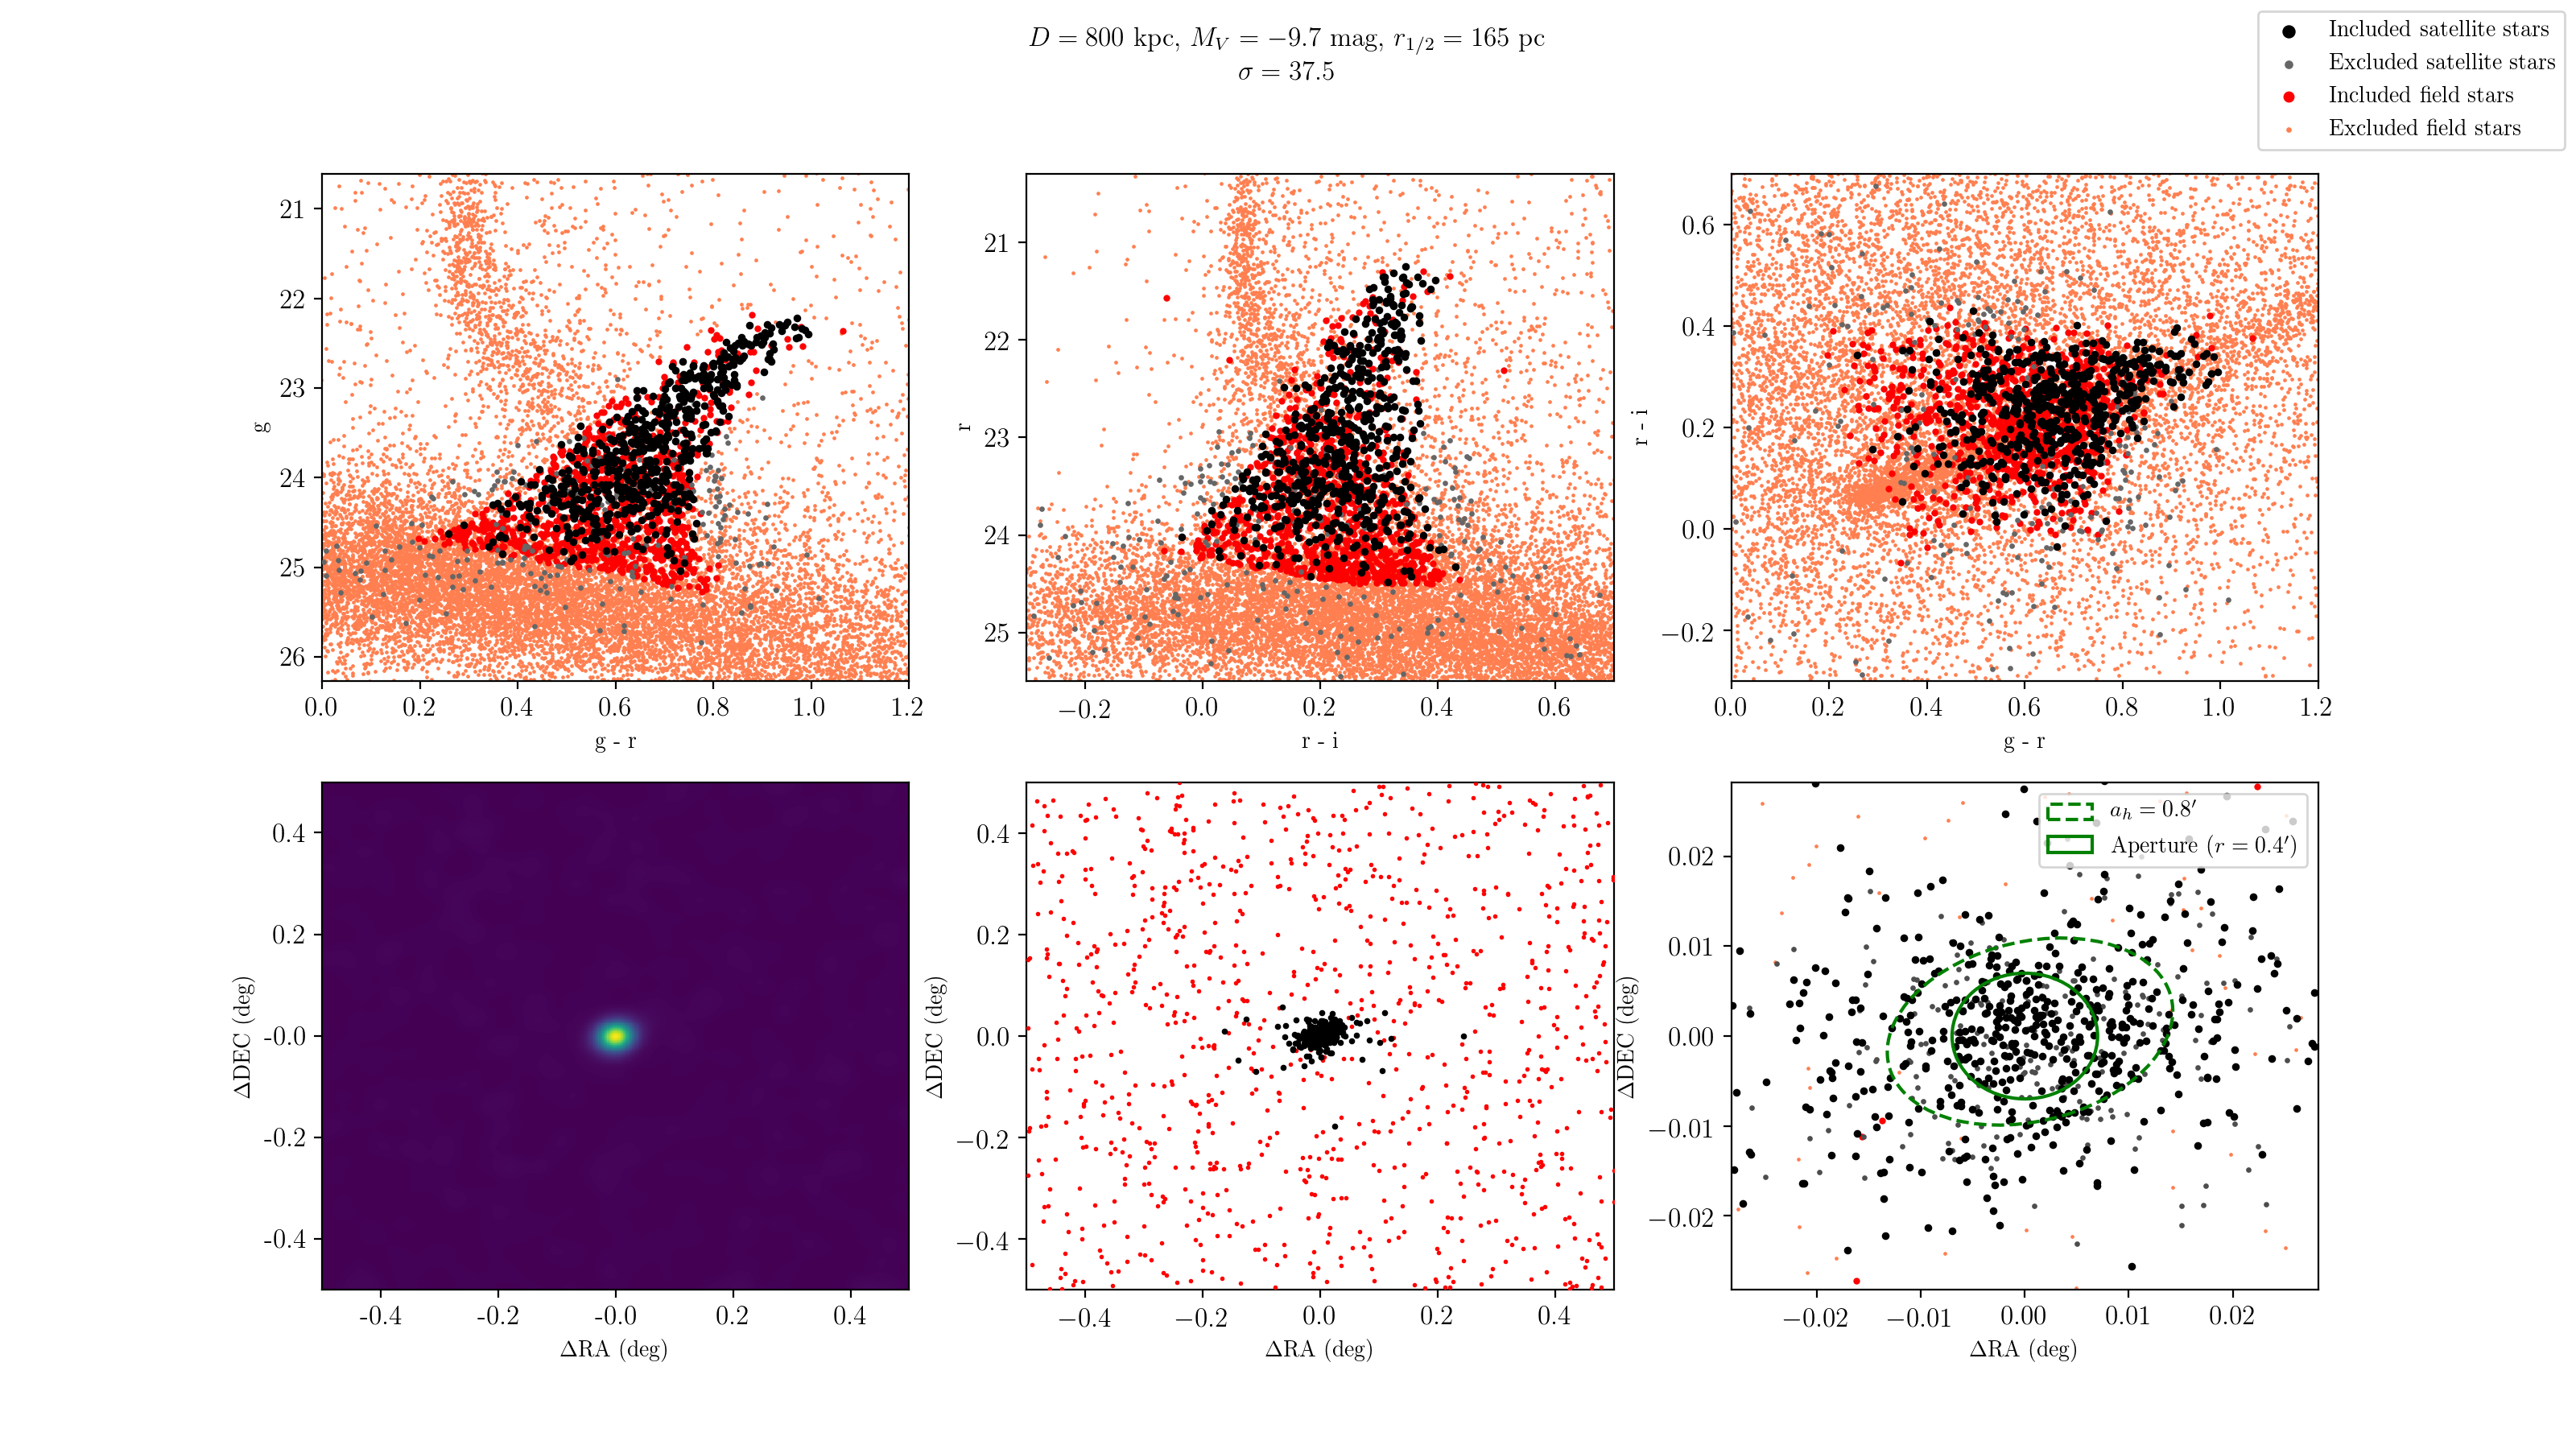 D = 800 kpc, M_V = −9.7 mag, r_{1/2} = 165 pc
σ = 37.5
Included satellite stars
Excluded satellite stars
Included field stars
Excluded field stars
21
22
23
24
25
26
g
0.0 0.2 0.4 0.6 0.8 1.0 1.2
g - r
21
22
23
24
25
r
−0.2 0.0 0.2 0.4 0.6
r - i
0.6
0.4
0.2
0.0
−0.2
r - i
0.0 0.2 0.4 0.6 0.8 1.0 1.2
g - r
0.4
0.2
-0.0
-0.2
-0.4
ΔDEC (deg)
-0.4 -0.2 -0.0 0.2 0.4
ΔRA (deg)
0.4
0.2
0.0
−0.2
−0.4
ΔDEC (deg)
−0.4 −0.2 0.0 0.2 0.4
ΔRA (deg)
a_h = 0.8′
Aperture (r = 0.4′)
0.02
0.01
0.00
−0.01
−0.02
ΔDEC (deg)
−0.02 −0.01 0.00 0.01 0.02
ΔRA (deg)